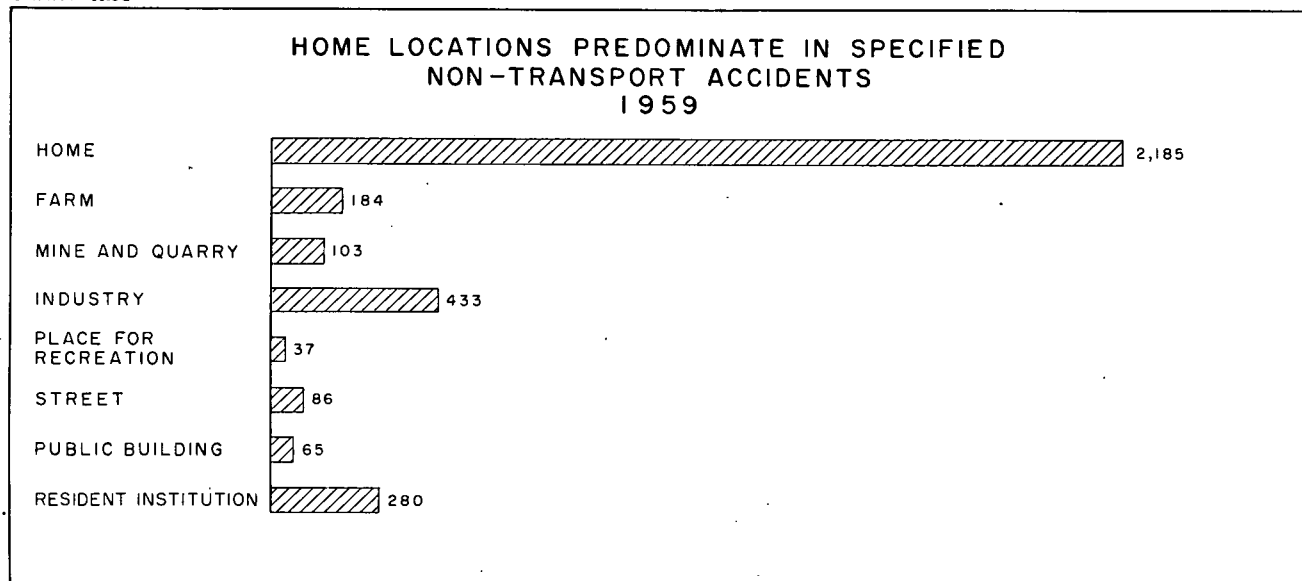 HOME LOCATIONS PREDOMINATE IN SPECIFIED
NON-TRANSPORT ACCIDENTS
1959
HOME 2,185
FARM 184
MINE AND QUARRY 103
INDUSTRY 433
PLACE FOR
RECREATION 37
STREET 86
PUBLIC BUILDING 65
RESIDENT INSTITUTION 280